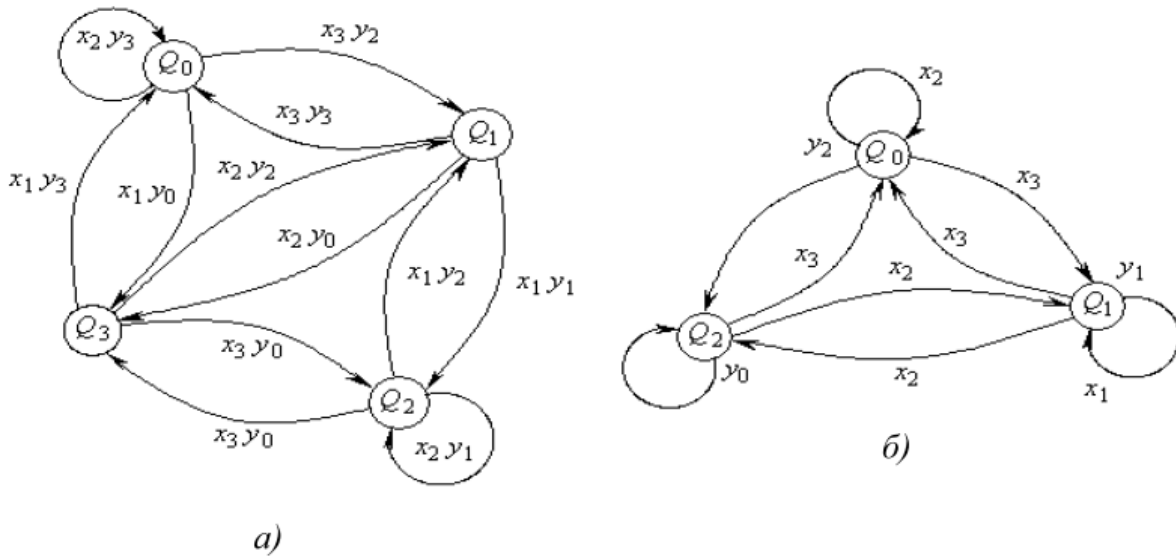 x₂ y₃
Q₀
x₃ y₂
x₃ y₃
Q₁
x₁ y₃
x₁ y₀
x₂ y₂
x₂ y₀
x₁ y₂
x₁ y₁
Q₃
x₃ y₀
Q₂
x₃ y₀
x₂ y₁
а)
x₂
y₂
Q₀
x₃
x₃
x₃
x₂
y₁
Q₁
Q₂
y₀
x₂
x₁
б)